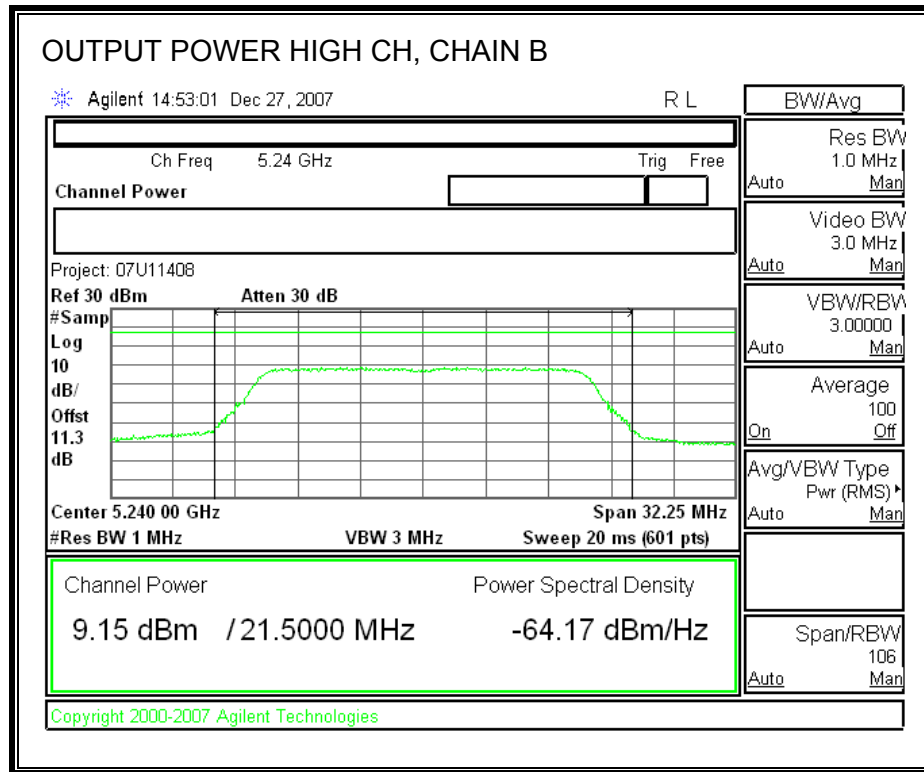 OUTPUT POWER HIGH CH, CHAIN B
Agilent 14:53:01 Dec 27, 2007 R L
BW/Avg
Ch Freq 5.24 GHz Trig Free
Channel Power
Project: 07U11408
Ref 30 dBm Atten 30 dB
#Samp
Log
10
dB/
Offst
11.3
dB
Center 5.240 00 GHz Span 32.25 MHz
#Res BW 1 MHz VBW 3 MHz Sweep 20 ms (601 pts)
Channel Power Power Spectral Density
9.15 dBm / 21.5000 MHz -64.17 dBm/Hz
Res BW
1.0 MHz
Auto Man
Video BW
3.0 MHz
Auto Man
VBW/RBW
3.00000
Auto Man
Average
100
On Off
Avg/VBW Type
Pwr (RMS)
Auto Man
Span/RBW
106
Auto Man
Copyright 2000-2007 Agilent Technologies